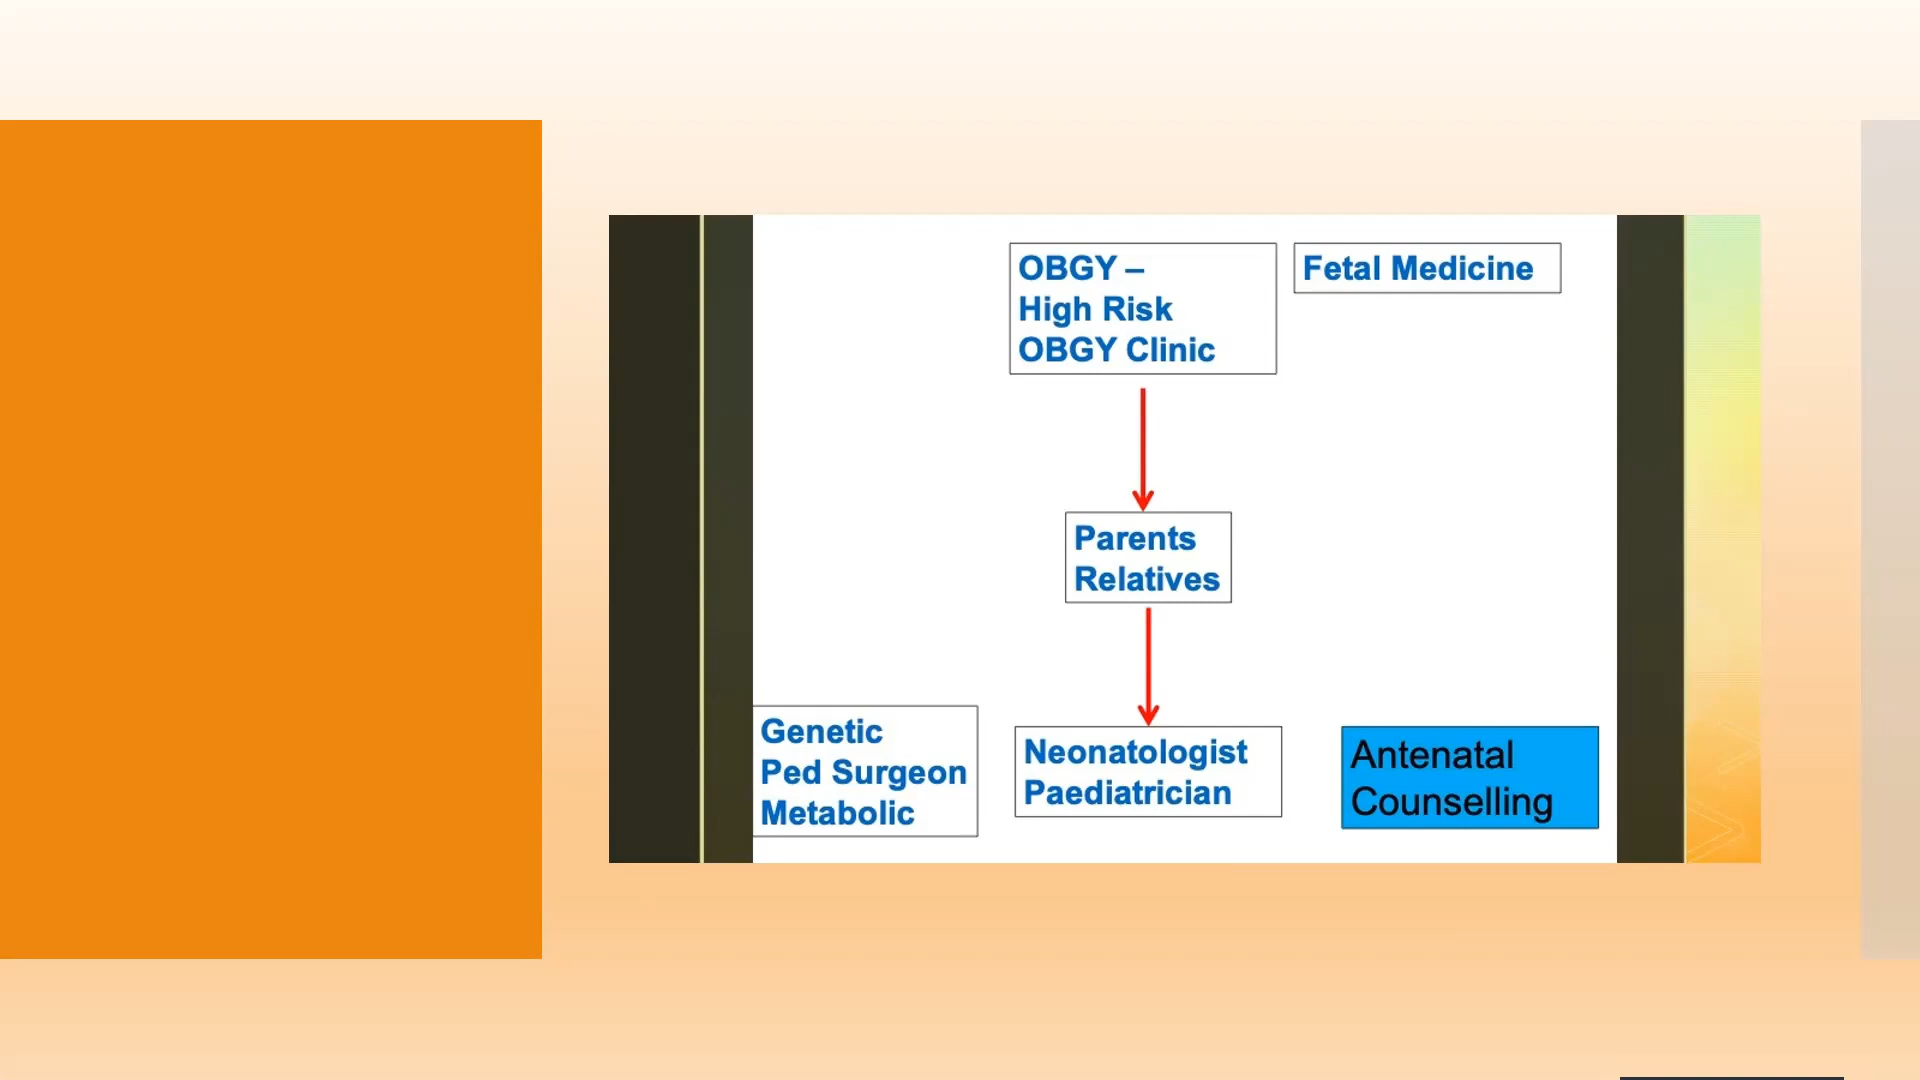 OBGY –
High Risk
OBGY Clinic
Fetal Medicine
Parents
Relatives
Genetic
Ped Surgeon
Metabolic
Neonatologist
Paediatrician
Antenatal
Counselling